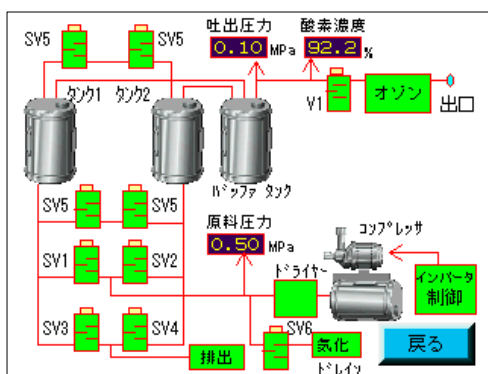 SV5 SV5 吐出圧力 酸素濃度
0.10 MPa 92.2 %
タンク1 タンク2
V1 オゾン 出口
バッファ タンク
SV5 SV5 原料圧力 コンプレッサ
SV1 SV2 0.50 MPa
ドライヤー インバータ
制御
SV3 SV4 SV6
排出 気化 戻る
ドレイン